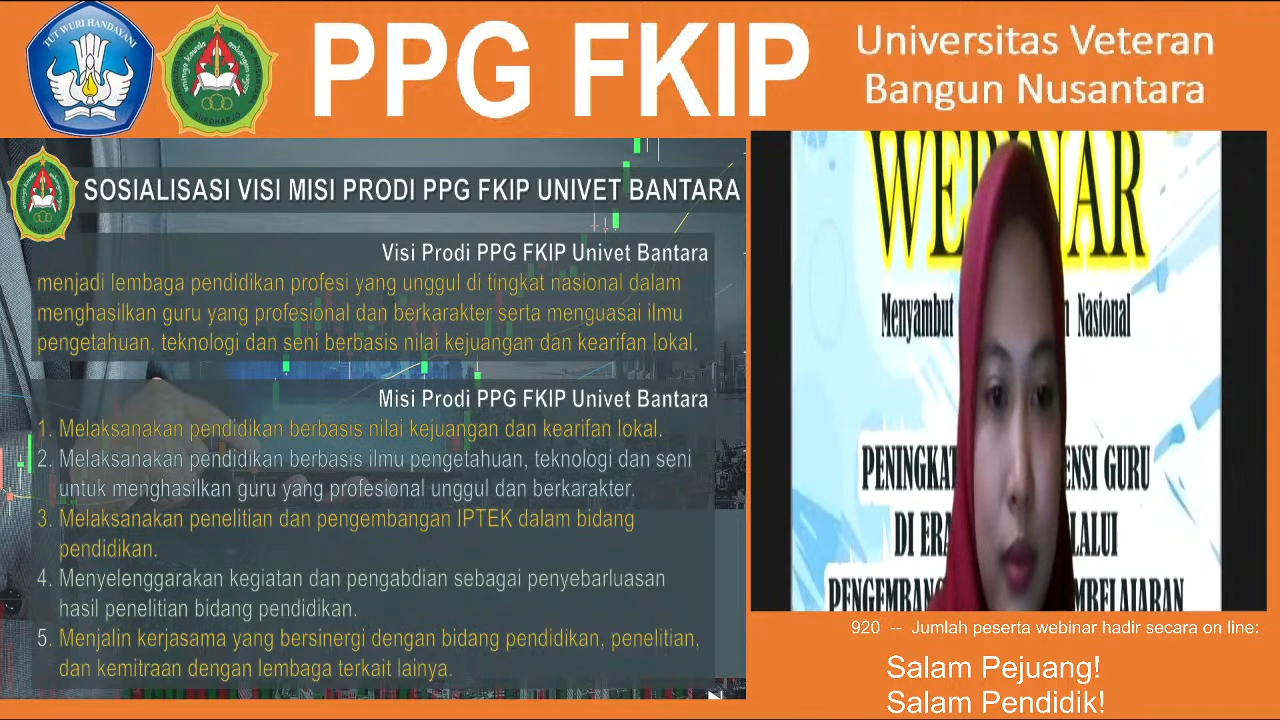 TUT WURI HANDAYANI
SUKOHARJO
PPG FKIP
Universitas Veteran
Bangun Nusantara
SOSIALISASI VISI MISI PRODI PPG FKIP UNIVET BANTARA
Visi Prodi PPG FKIP Univet Bantara
menjadi lembaga pendidikan profesi yang unggul di tingkat nasional dalam
menghasilkan guru yang profesional dan berkarakter serta menguasai ilmu
pengetahuan, teknologi dan seni berbasis nilai kejuangan dan kearifan lokal.
Misi Prodi PPG FKIP Univet Bantara
1. Melaksanakan pendidikan berbasis nilai kejuangan dan kearifan lokal.
2. Melaksanakan pendidikan berbasis ilmu pengetahuan, teknologi dan seni
untuk menghasilkan guru yang profesional unggul dan berkarakter.
3. Melaksanakan penelitian dan pengembangan IPTEK dalam bidang
pendidikan.
4. Menyelenggarakan kegiatan dan pengabdian sebagai penyebarluasan
hasil penelitian bidang pendidikan.
5. Menjalin kerjasama yang bersinergi dengan bidang pendidikan, penelitian,
dan kemitraan dengan lembaga terkait lainya.
Menyambut Nasional
GURU
DI
920 -- Jumlah peserta webinar hadir secara on line:
Salam Pejuang!
Salam Pendidik!